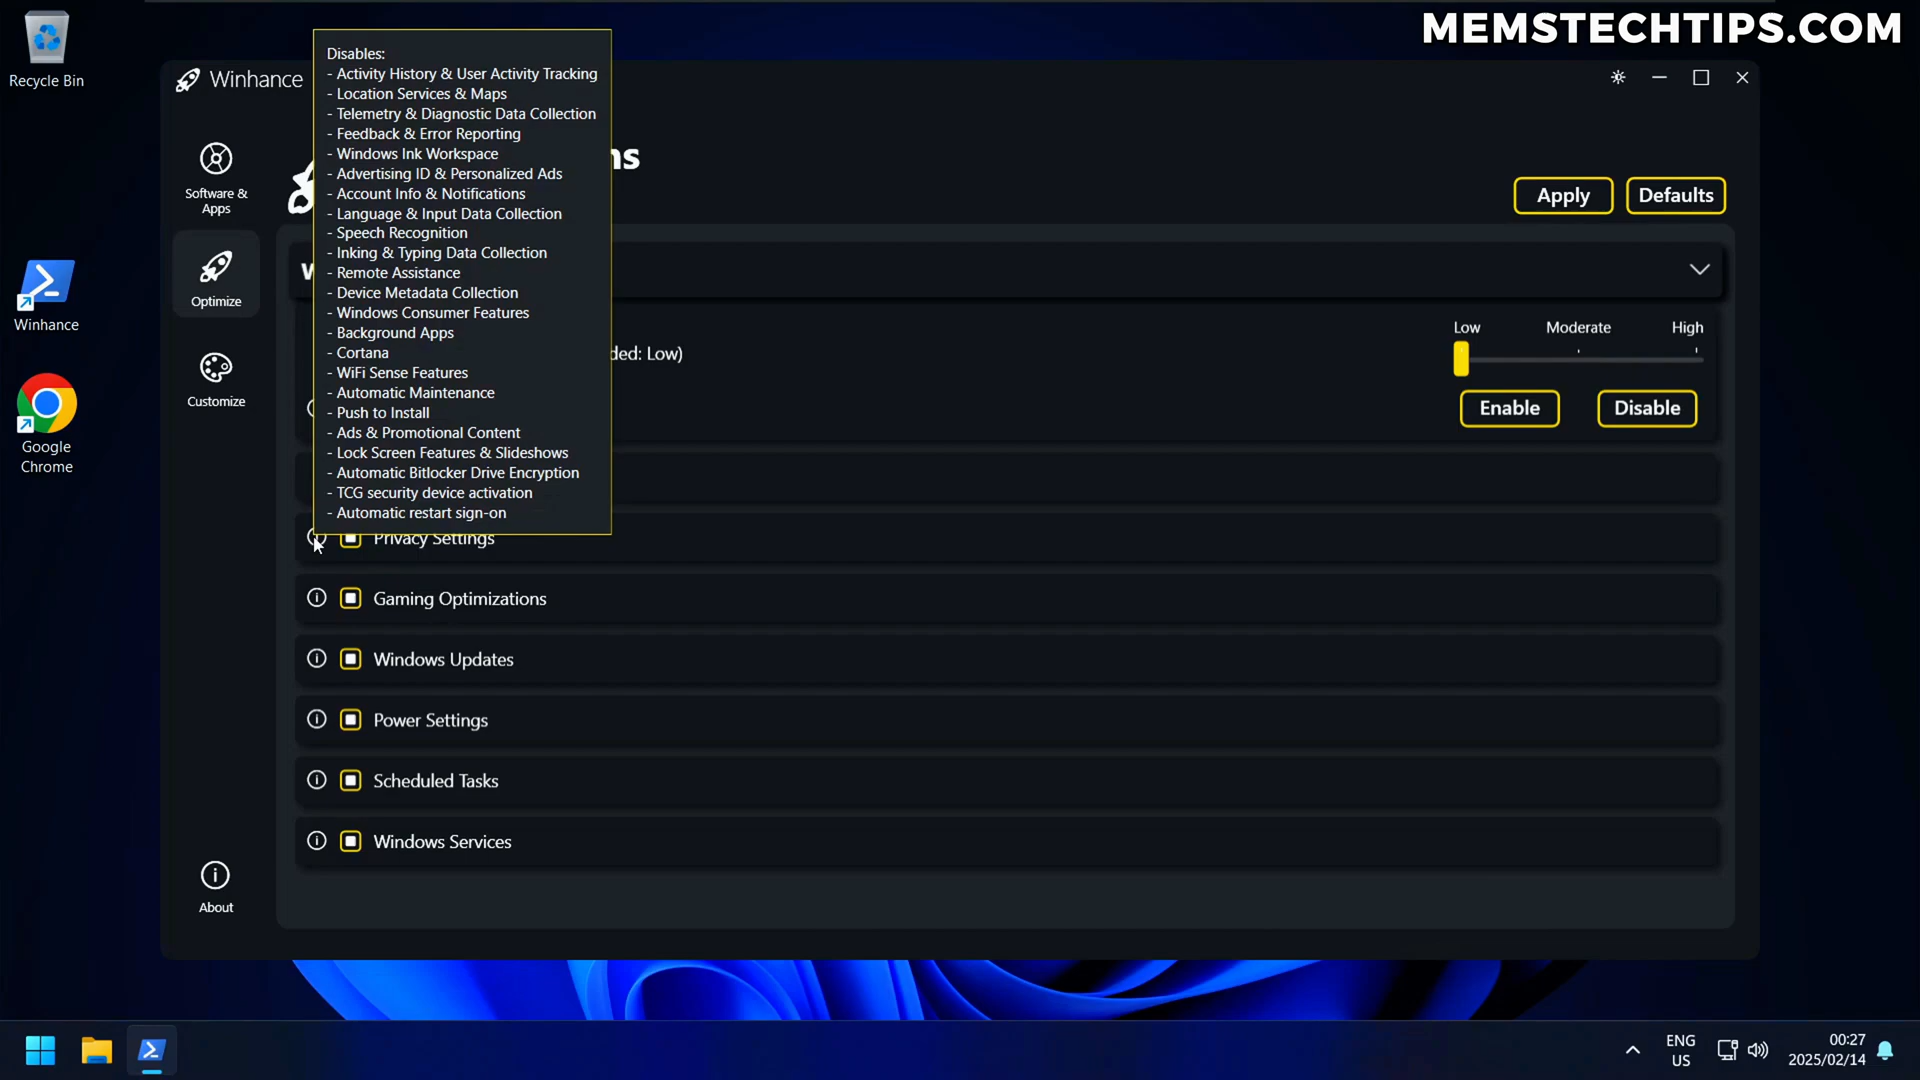 MEMSTECHTIPS.COM
Recycle Bin
Winhance
Google
Chrome
Winhance
Software &
Apps
Optimize
Customize
About
Disables:
- Activity History & User Activity Tracking
- Location Services & Maps
- Telemetry & Diagnostic Data Collection
- Feedback & Error Reporting
- Windows Ink Workspace
- Advertising ID & Personalized Ads
- Account Info & Notifications
- Language & Input Data Collection
- Speech Recognition
- Inking & Typing Data Collection
- Remote Assistance
- Device Metadata Collection
- Windows Consumer Features
- Background Apps
- Cortana
- WiFi Sense Features
- Automatic Maintenance
- Push to Install
- Ads & Promotional Content
- Lock Screen Features & Slideshows
- Automatic Bitlocker Drive Encryption
- TCG security device activation
- Automatic restart sign-on
ns
Apply Defaults
Low Moderate High
ded: Low)
Enable Disable
Privacy Settings
Gaming Optimizations
Windows Updates
Power Settings
Scheduled Tasks
Windows Services
ENG
US
00:27
2025/02/14